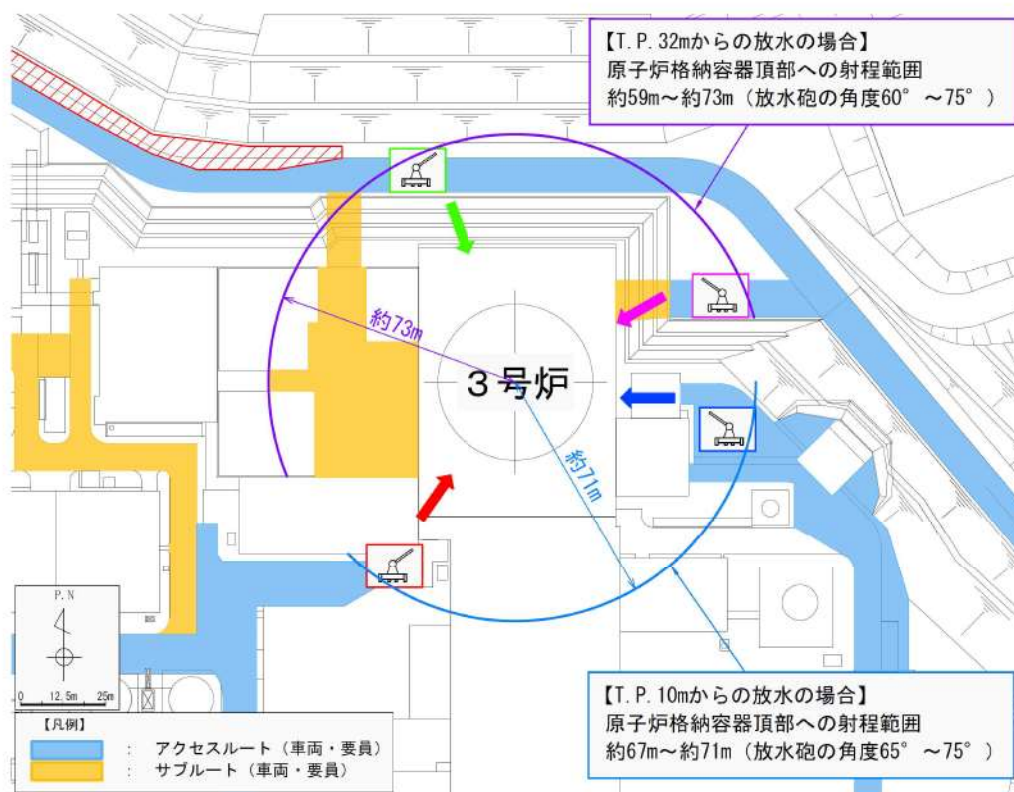 【T.P.32mからの放水の場合】
原子炉格納容器頂部への射程範囲
約59m～約73m（放水砲の角度60°～75°）
約73m
3号炉
約71m
P.N
0 12.5m 25m
【凡例】
： アクセスルート（車両・要員）
： サブルート（車両・要員）
【T.P.10mからの放水の場合】
原子炉格納容器頂部への射程範囲
約67m～約71m（放水砲の角度65°～75°）